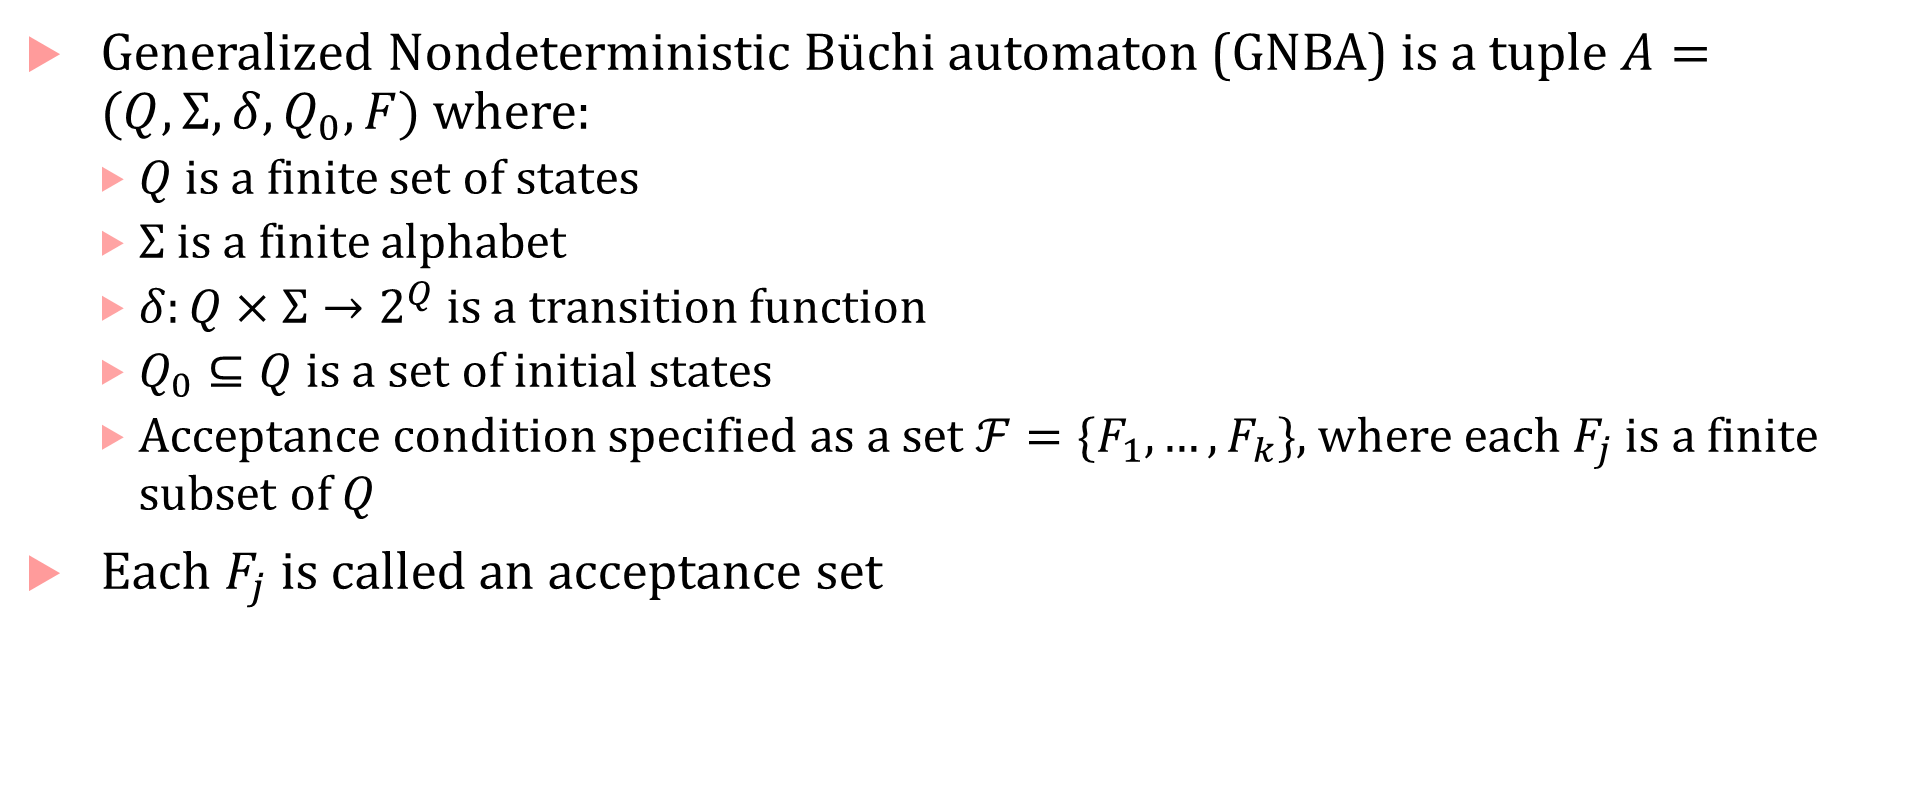 Generalized Nondeterministic Büchi automaton (GNBA) is a tuple 𝐴 =
(𝑄, Σ, 𝛿, 𝑄₀, 𝐹) where:
𝑄 is a finite set of states
Σ is a finite alphabet
𝛿: 𝑄 × Σ → 2^𝑄 is a transition function
𝑄₀ ⊆ 𝑄 is a set of initial states
Acceptance condition specified as a set ℱ = {𝐹₁, … , 𝐹ₖ}, where each 𝐹ⱼ is a finite
subset of 𝑄
Each 𝐹ⱼ is called an acceptance set